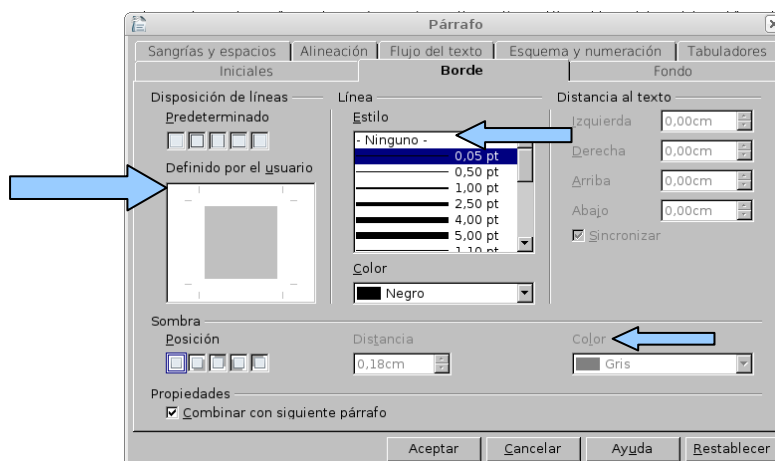 Párrafo
Sangrías y espacios Alineación Flujo del texto Esquema y numeración Tabuladores
Iniciales Borde Fondo
Disposición de líneas
Predeterminado
Definido por el usuario
Línea
Estilo
- Ninguno -
0,05 pt
0,50 pt
1,00 pt
2,50 pt
4,00 pt
5,00 pt
1,10 pt
Color
Negro
Distancia al texto
Izquierda 0,00cm
Derecha 0,00cm
Arriba 0,00cm
Abajo 0,00cm
Sincronizar
Sombra
Posición
Distancia
0,18cm
Color
Gris
Propiedades
Combinar con siguiente párrafo
Aceptar Cancelar Ayuda Restablecer